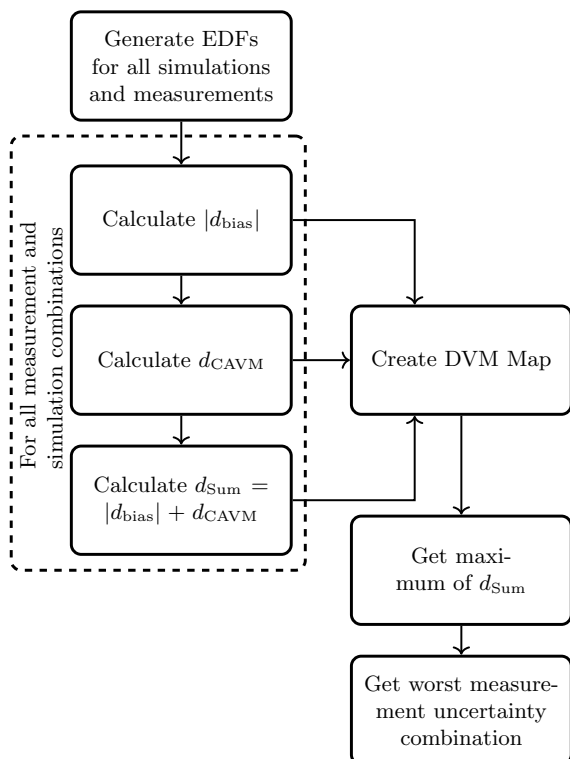 Generate EDFs
for all simulations
and measurements
For all measurement and
simulation combinations
Calculate |d_bias|
Calculate d_CAVM
Calculate d_Sum =
|d_bias| + d_CAVM
Create DVM Map
Get maxi-
mum of d_Sum
Get worst measure-
ment uncertainty
combination